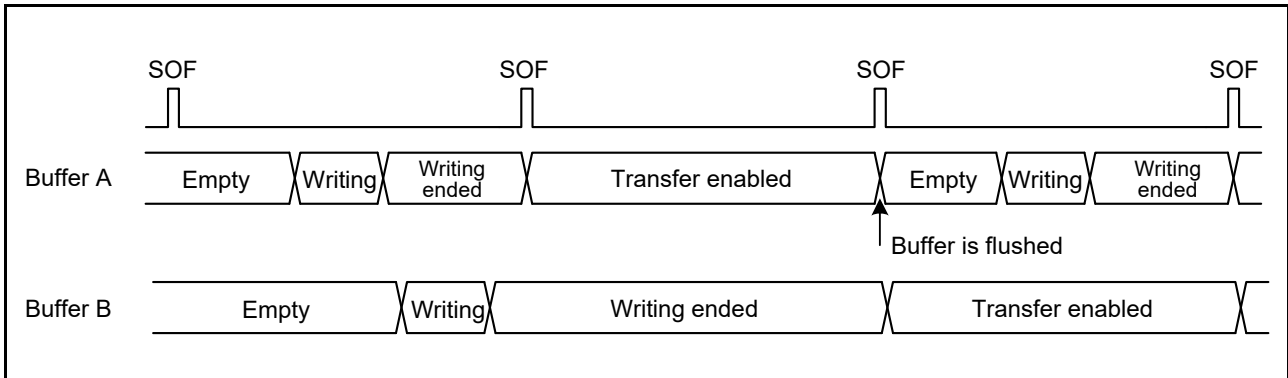 SOF SOF SOF SOF
Buffer A Empty Writing Writing ended Transfer enabled Empty Writing Writing ended
Buffer is flushed
Buffer B Empty Writing Writing ended Transfer enabled